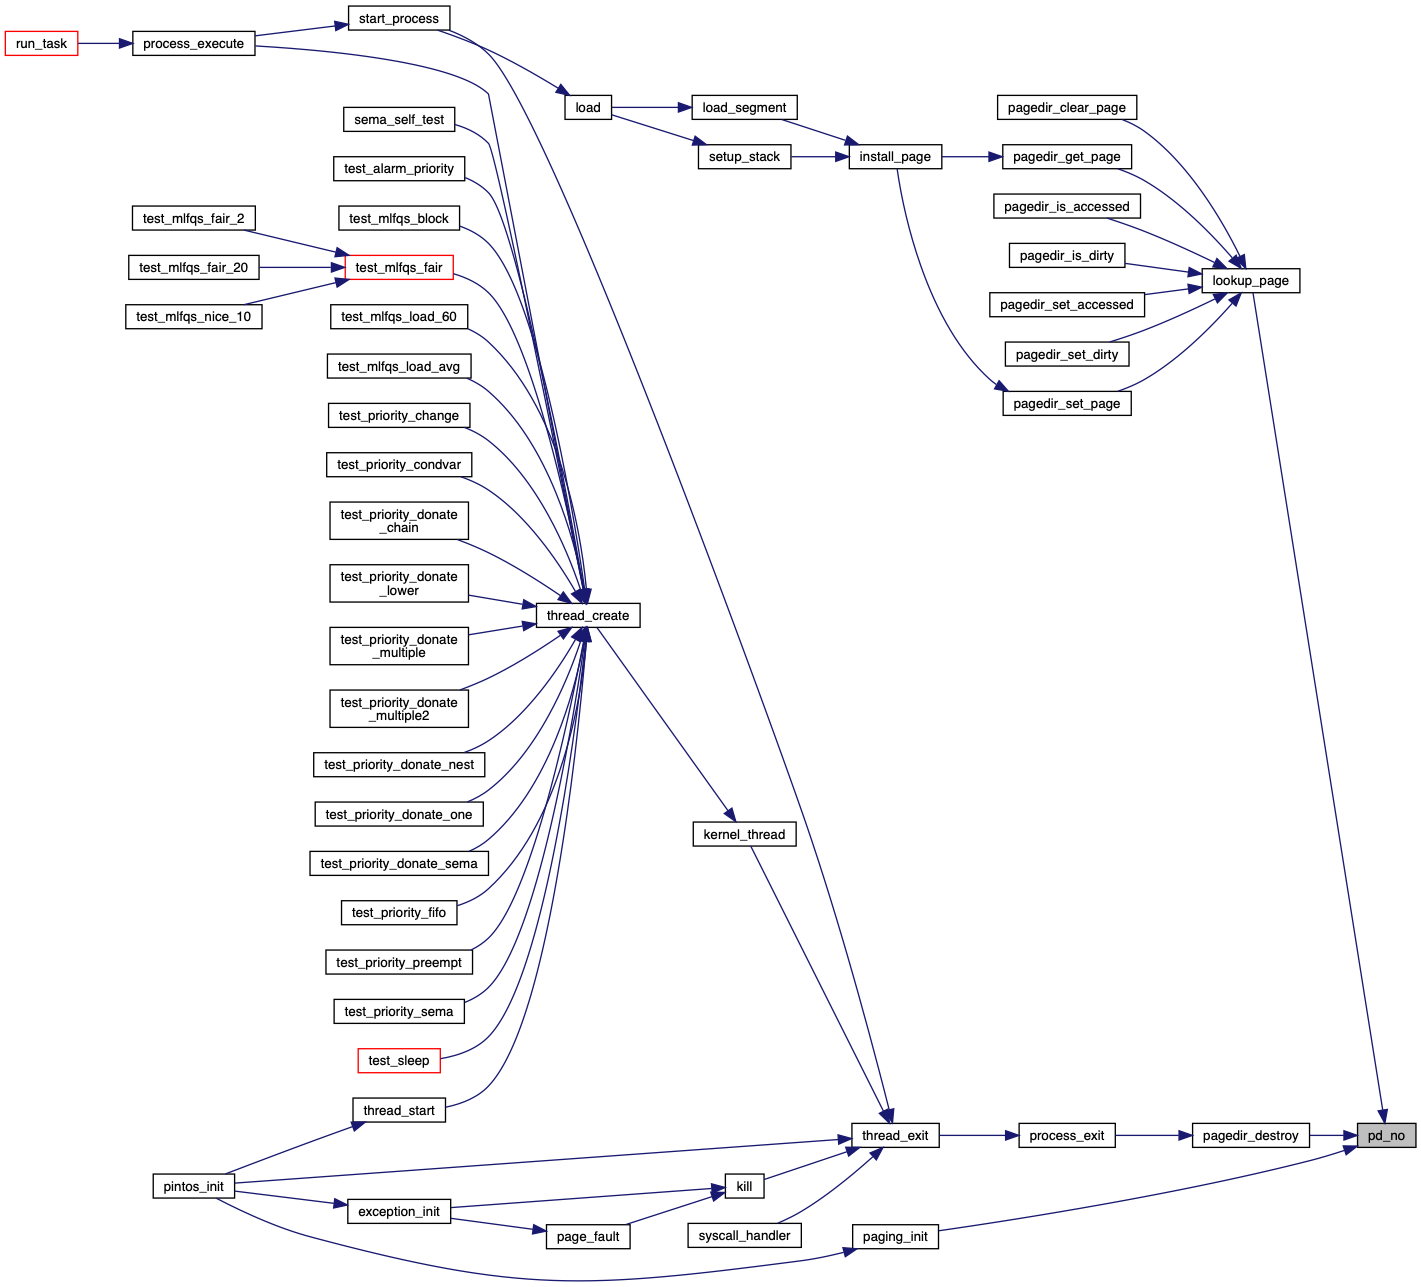 start_process
run_task
process_execute
load
load_segment
pagedir_clear_page
sema_self_test
setup_stack
install_page
pagedir_get_page
test_alarm_priority
pagedir_is_accessed
test_mlfqs_fair_2
test_mlfqs_block
pagedir_is_dirty
test_mlfqs_fair_20
test_mlfqs_fair
lookup_page
pagedir_set_accessed
test_mlfqs_nice_10
test_mlfqs_load_60
pagedir_set_dirty
test_mlfqs_load_avg
pagedir_set_page
test_priority_change
test_priority_condvar
test_priority_donate
_chain
test_priority_donate
_lower
thread_create
test_priority_donate
_multiple
test_priority_donate
_multiple2
test_priority_donate_nest
test_priority_donate_one
kernel_thread
test_priority_donate_sema
test_priority_fifo
test_priority_preempt
test_priority_sema
test_sleep
thread_start
thread_exit
process_exit
pagedir_destroy
pd_no
pintos_init
kill
exception_init
page_fault
syscall_handler
paging_init